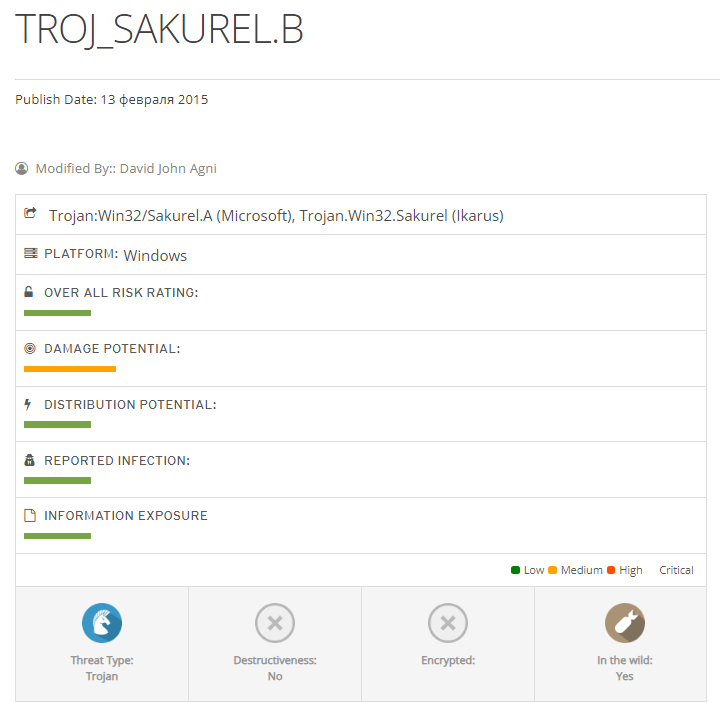 TROJ_SAKUREL.B
Publish Date: 13 февраля 2015
Modified By:: David John Agni
Trojan:Win32/Sakurel.A (Microsoft), Trojan.Win32.Sakurel (Ikarus)
PLATFORM: Windows
OVER ALL RISK RATING:
DAMAGE POTENTIAL:
DISTRIBUTION POTENTIAL:
REPORTED INFECTION:
INFORMATION EXPOSURE
Low Medium High Critical
Threat Type:
Trojan
Destructiveness:
No
Encrypted:
In the wild:
Yes